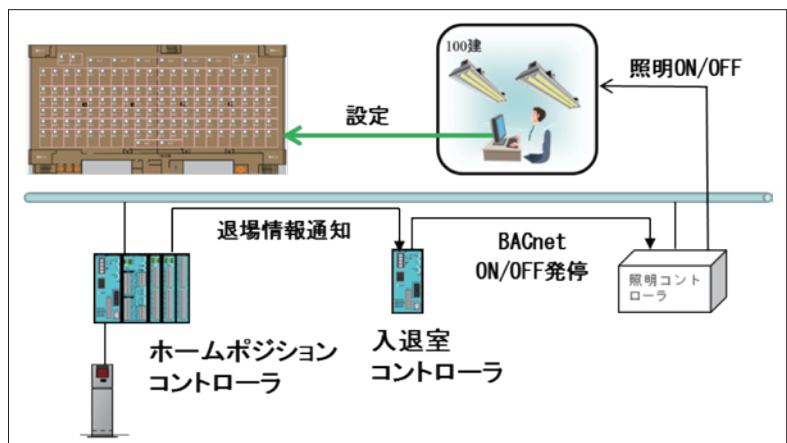 100建
照明ON/OFF
設定
退場情報通知
BACnet
ON/OFF発停
照明コント
ローラ
ホームポジション
コントローラ
入退室
コントローラ